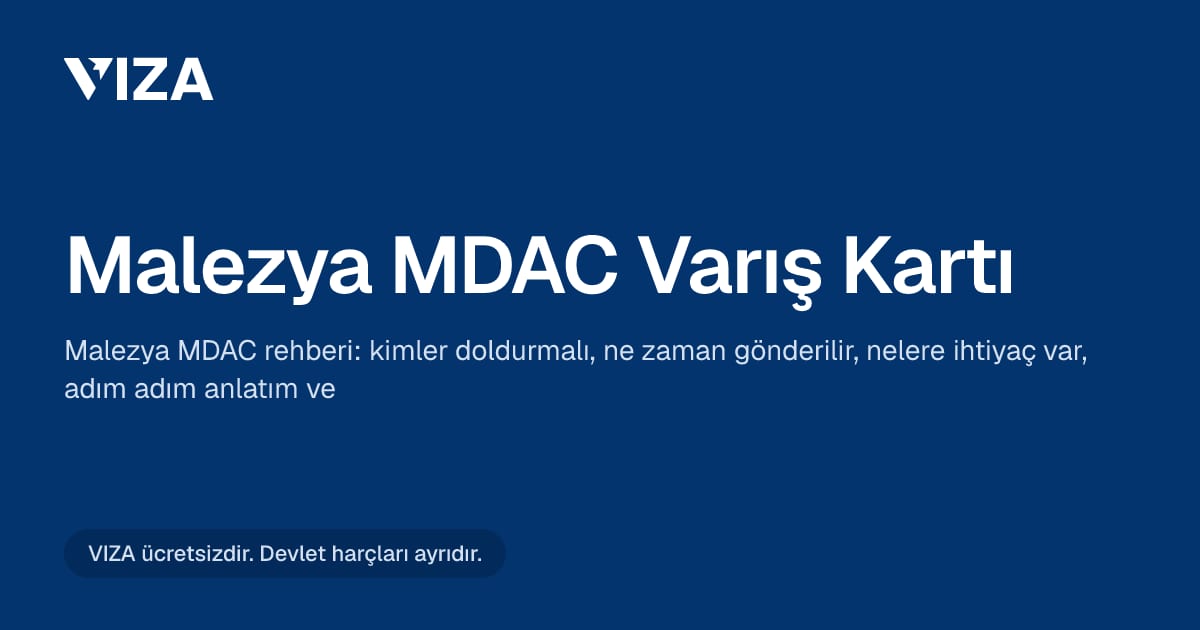 VIZA
Malezya MDAC Varış Kartı
Malezya MDAC rehberi: kimler doldurmalı, ne zaman gönderilir, nelere ihtiyaç var,
adım adım anlatım ve
VIZA ücretsizdir. Devlet harçları ayrıdır.